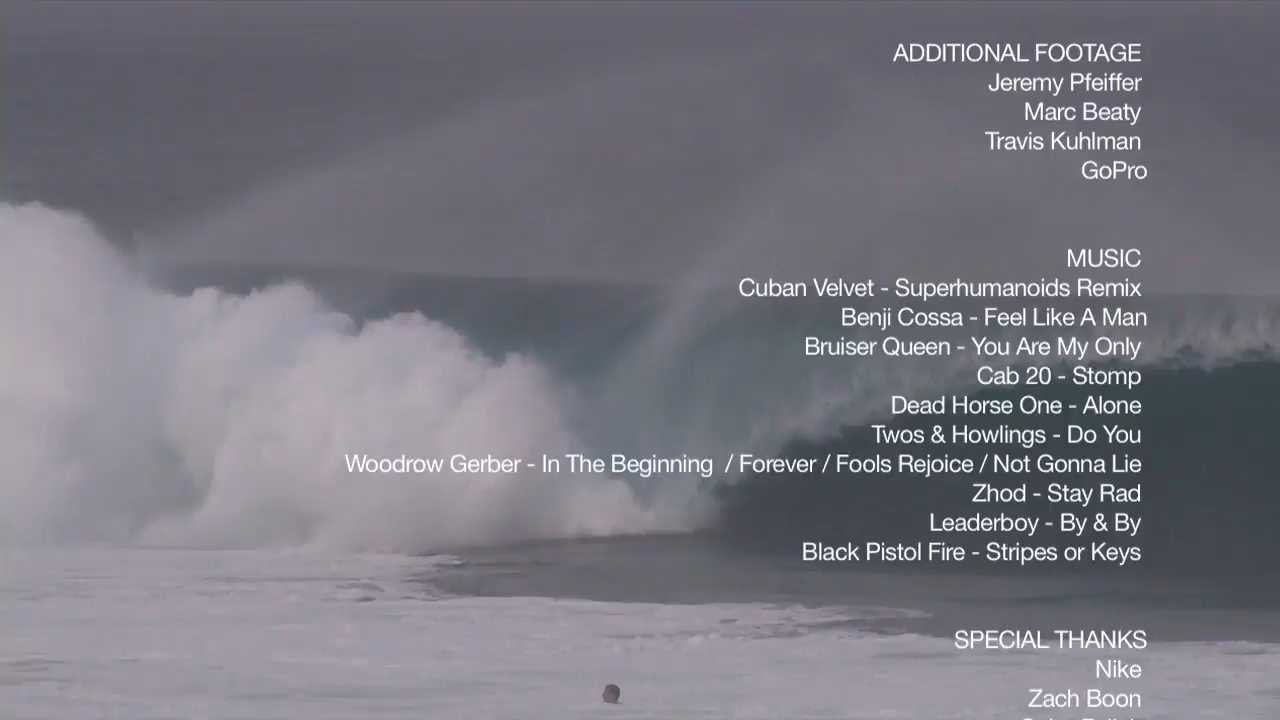 ADDITIONAL FOOTAGE
Jeremy Pfeiffer
Marc Beaty
Travis Kuhlman
GoPro
MUSIC
Cuban Velvet - Superhumanoids Remix
Benji Cossa - Feel Like A Man
Bruiser Queen - You Are My Only
Cab 20 - Stomp
Dead Horse One - Alone
Twos & Howlings - Do You
Woodrow Gerber - In The Beginning / Forever / Fools Rejoice / Not Gonna Lie
Zhod - Stay Rad
Leaderboy - By & By
Black Pistol Fire - Stripes or Keys
SPECIAL THANKS
Nike
Zach Boon